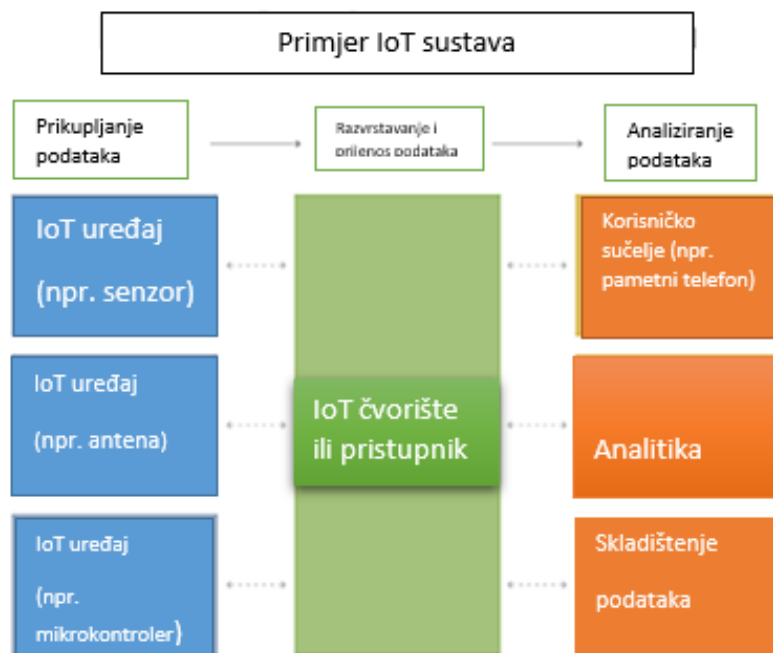 Primjer IoT sustava
Prikupljanje
podataka
Razvrstavanje i
prijenos podataka
Analiziranje
podataka
IoT uređaj
(npr. senzor)
IoT uređaj
(npr. antena)
IoT uređaj
(npr.
mikrokontroler)
IoT čvorište
ili pristupnik
Korisničko
sučelje (npr.
pametni telefon)
Analitika
Skladištenje
podataka